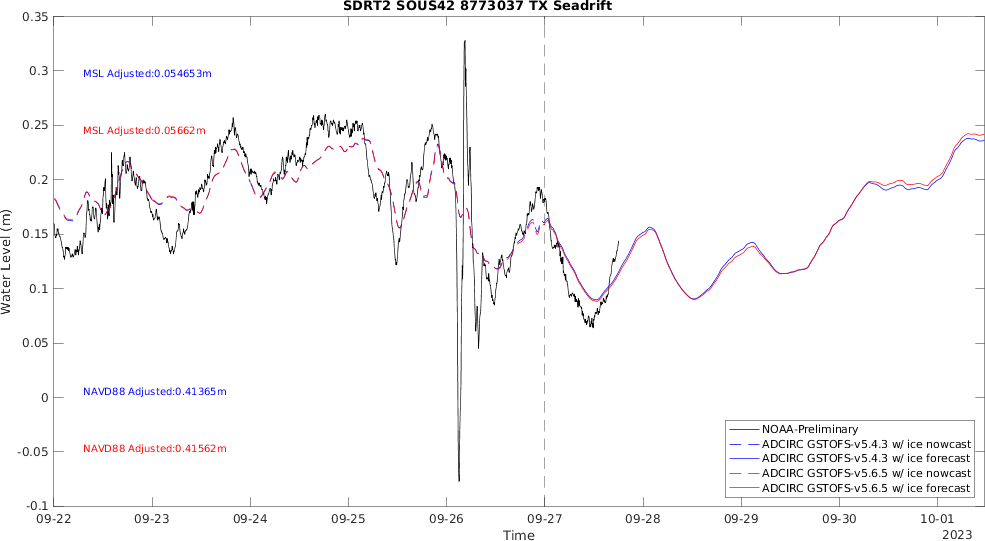 SDRT2 SOUS42 8773037 TX Seadrift
0.35
0.3
0.25
0.2
0.15
0.1
0.05
0
-0.05
-0.1
Water Level (m)
MSL Adjusted:0.054653m
MSL Adjusted:0.05662m
NAVD88 Adjusted:0.41365m
NAVD88 Adjusted:0.41562m
NOAA-Preliminary
ADCIRC GSTOFS-v5.4.3 w/ ice nowcast
ADCIRC GSTOFS-v5.4.3 w/ ice forecast
ADCIRC GSTOFS-v5.6.5 w/ ice nowcast
ADCIRC GSTOFS-v5.6.5 w/ ice forecast
09-22 09-23 09-24 09-25 09-26 09-27 09-28 09-29 09-30 10-01
Time
2023